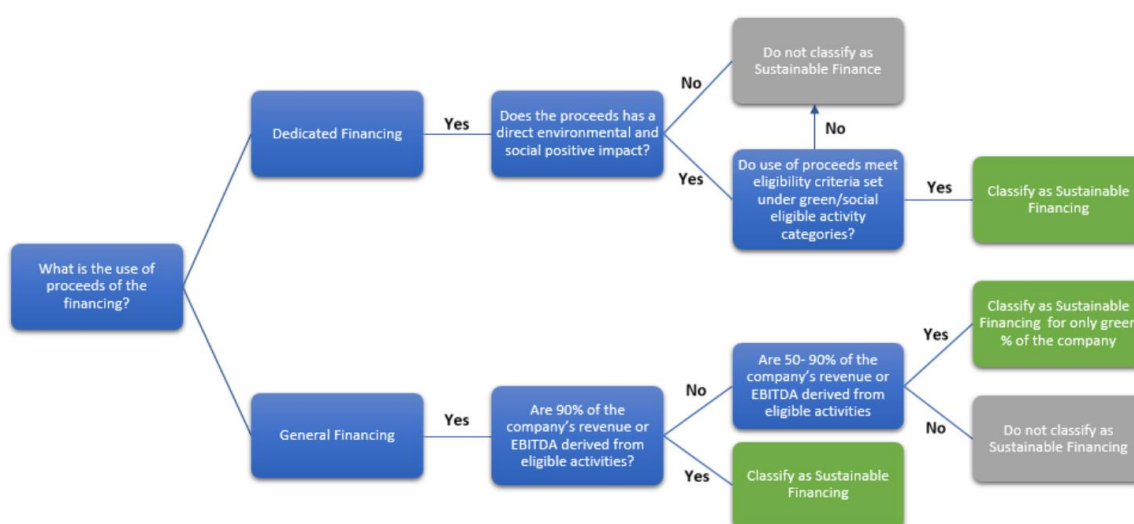 What is the use of
proceeds of the
financing?
Dedicated Financing
Yes
Does the proceeds has a
direct environmental and
social positive impact?
No
Do not classify as
Sustainable Finance
No
Yes
Do use of proceeds meet
eligibility criteria set
under green/social
eligible activity
categories?
Yes
Classify as Sustainable
Financing
General Financing
Yes
Are 90% of the
company's revenue or
EBITDA derived from
eligible activities?
No
Are 50- 90% of the
company's revenue or
EBITDA derived from
eligible activities
Yes
Classify as Sustainable
Financing for only green
% of the company
No
Do not classify as
Sustainable Financing
Yes
Classify as Sustainable
Financing